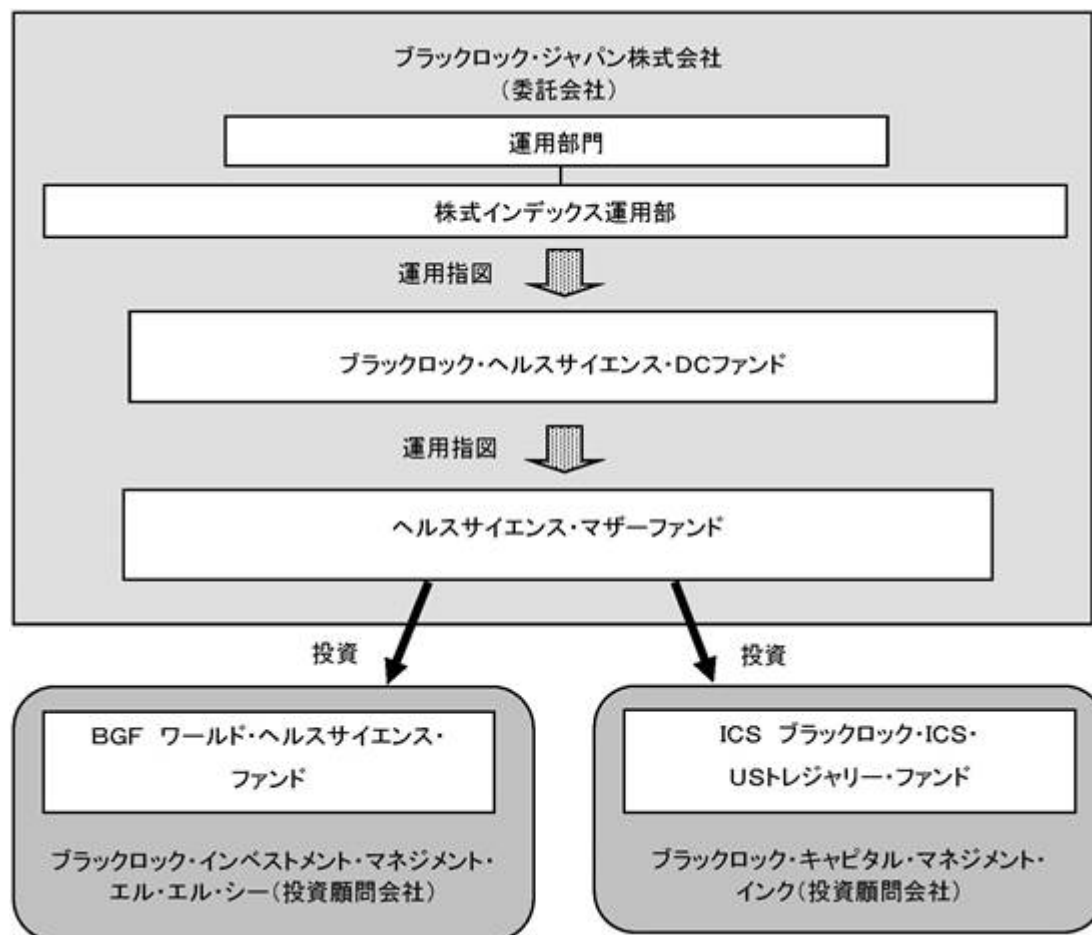 ブラックロック・ジャパン株式会社
(委託会社)
運用部門
株式インデックス運用部
運用指図
ブラックロック・ヘルスサイエンス・DCファンド
運用指図
ヘルスサイエンス・マザーファンド
投資
投資
BGF ワールド・ヘルスサイエンス・
ファンド
ブラックロック・インベストメント・マネジメント・
エル・エル・シー(投資顧問会社)
ICS ブラックロック・ICS・
USトレジャリー・ファンド
ブラックロック・キャピタル・マネジメント・
インク(投資顧問会社)